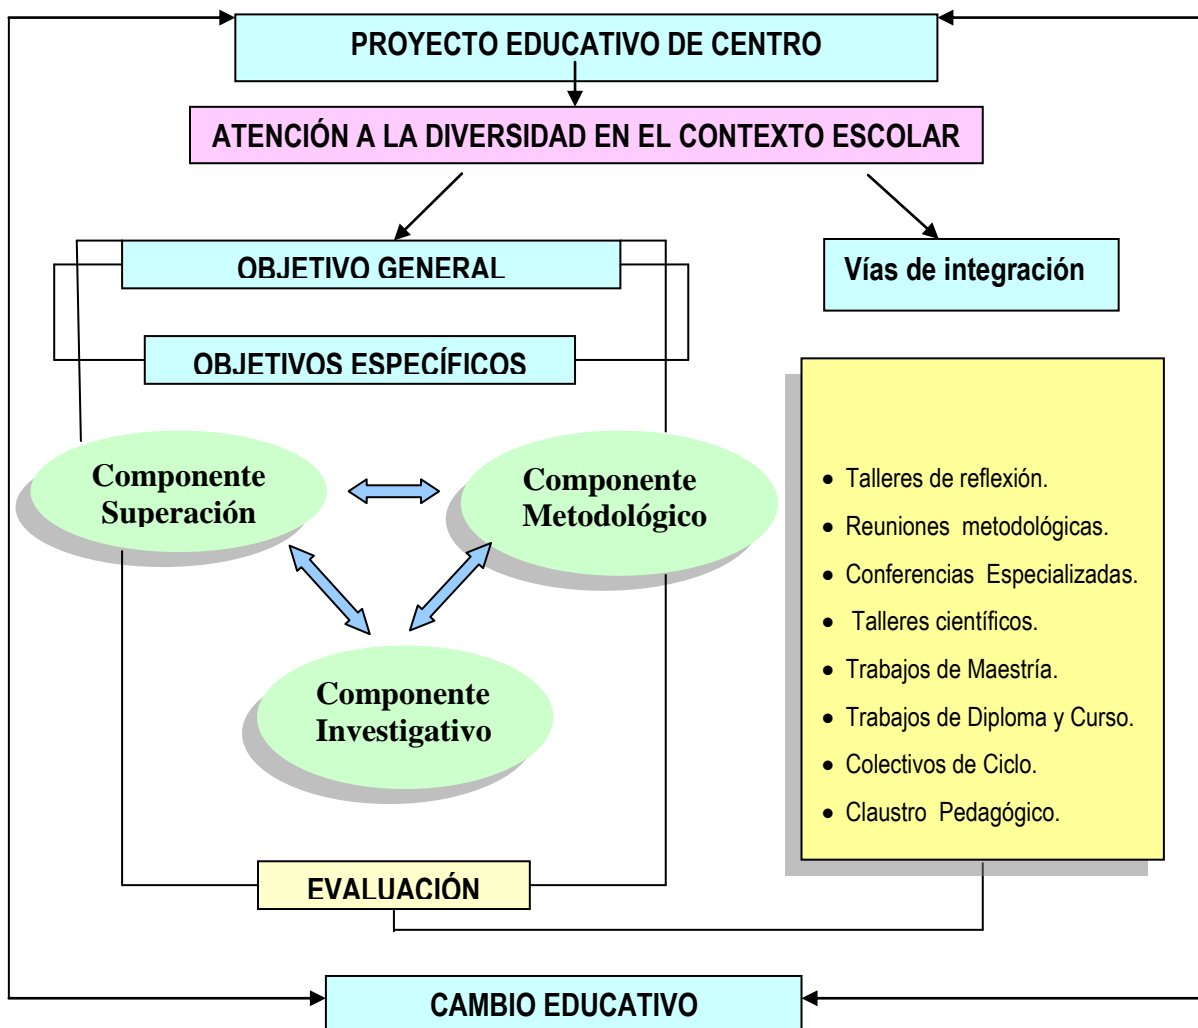 PROYECTO EDUCATIVO DE CENTRO
ATENCIÓN A LA DIVERSIDAD EN EL CONTEXTO ESCOLAR
OBJETIVO GENERAL
Vías de integración
OBJETIVOS ESPECÍFICOS
Componente
Superación
Componente
Metodológico
Componente
Investigativo
• Talleres de reflexión.
• Reuniones metodológicas.
• Conferencias Especializadas.
• Talleres científicos.
• Trabajos de Maestría.
• Trabajos de Diploma y Curso.
• Colectivos de Ciclo.
• Claustro Pedagógico.
EVALUACIÓN
CAMBIO EDUCATIVO